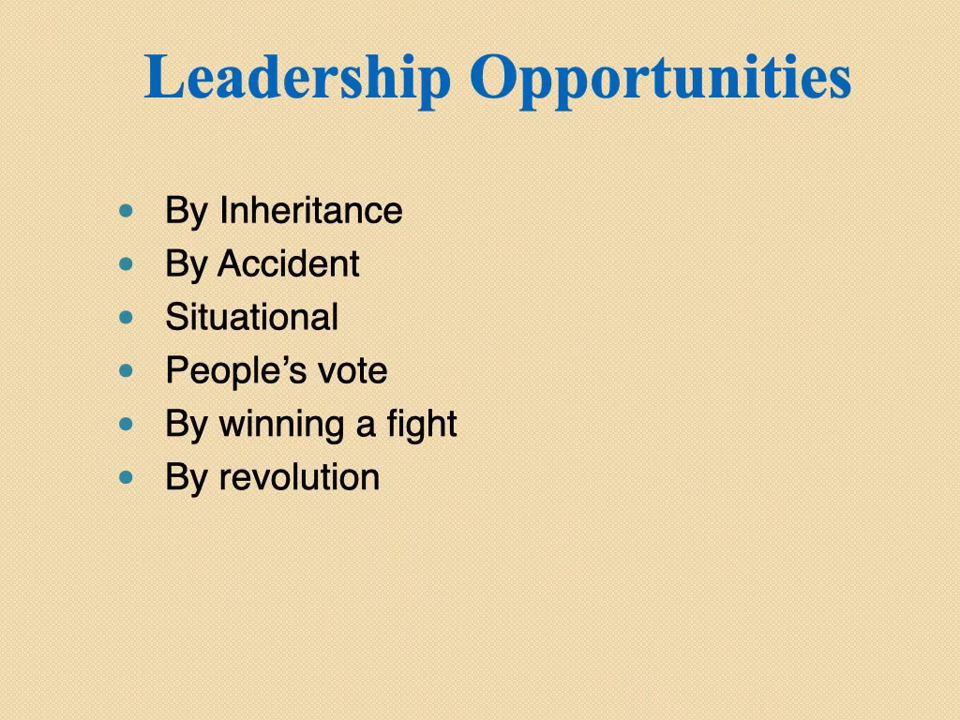 Leadership Opportunities
• By Inheritance
• By Accident
• Situational
• People’s vote
• By winning a fight
• By revolution